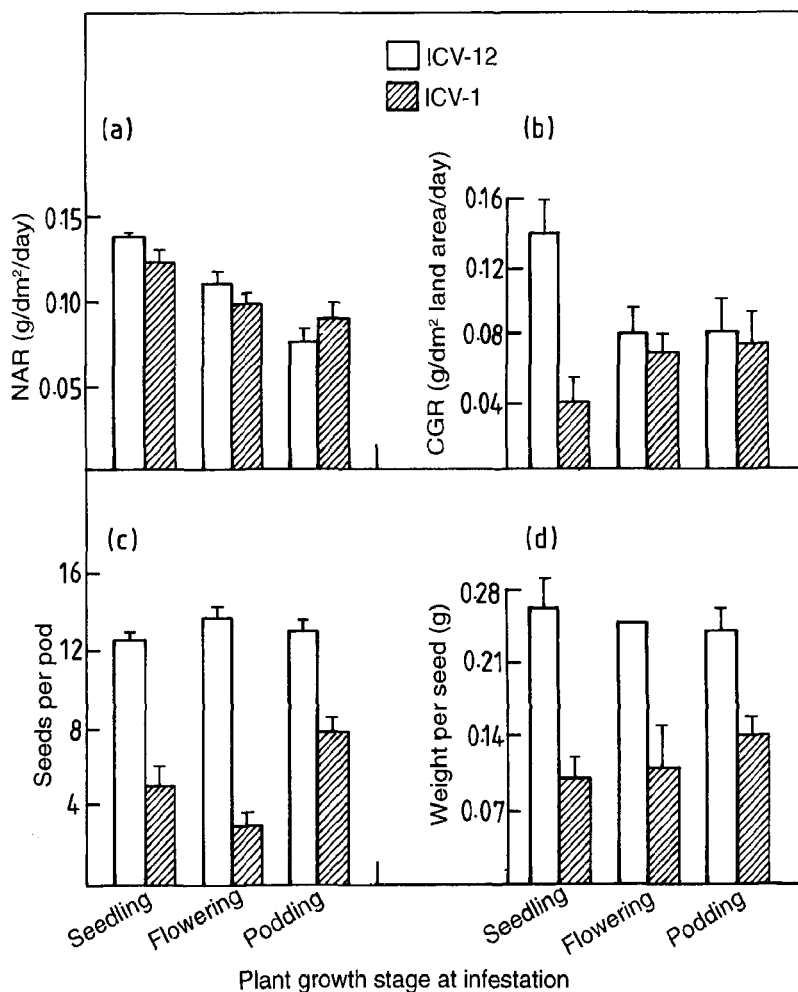 ICV-12
ICV-1
(a)
NAR (g/dm²/day)
0.15
0.10
0.05
(b)
CGR (g/dm² land area/day)
0.16
0.12
0.08
0.04
(c)
Seeds per pod
16
12
8
4
Seedling
Flowering
Podding
(d)
Weight per seed (g)
0.28
0.21
0.14
0.07
Seedling
Flowering
Podding
Plant growth stage at infestation